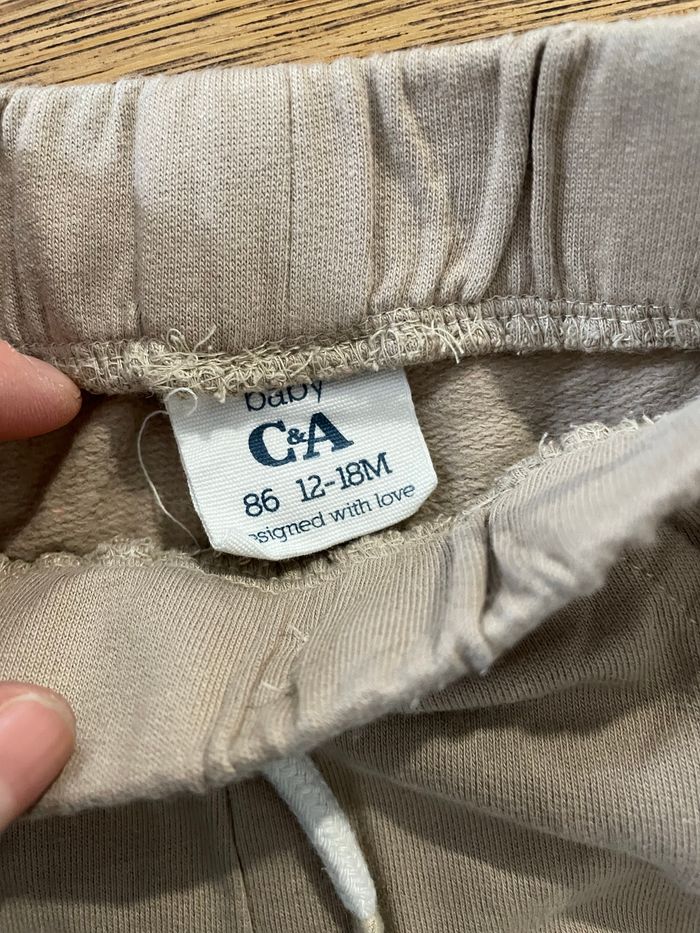 baby
C&A
86 12-18M
esigned with love